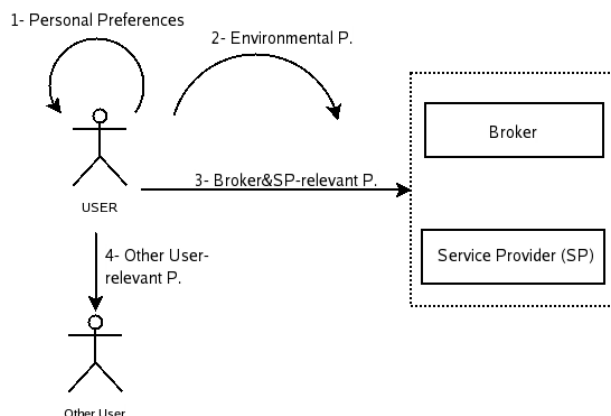 1- Personal Preferences
2- Environmental P.
Broker
3- Broker&SP-relevant P.
USER
4- Other User-
relevant P.
Service Provider (SP)
Other User